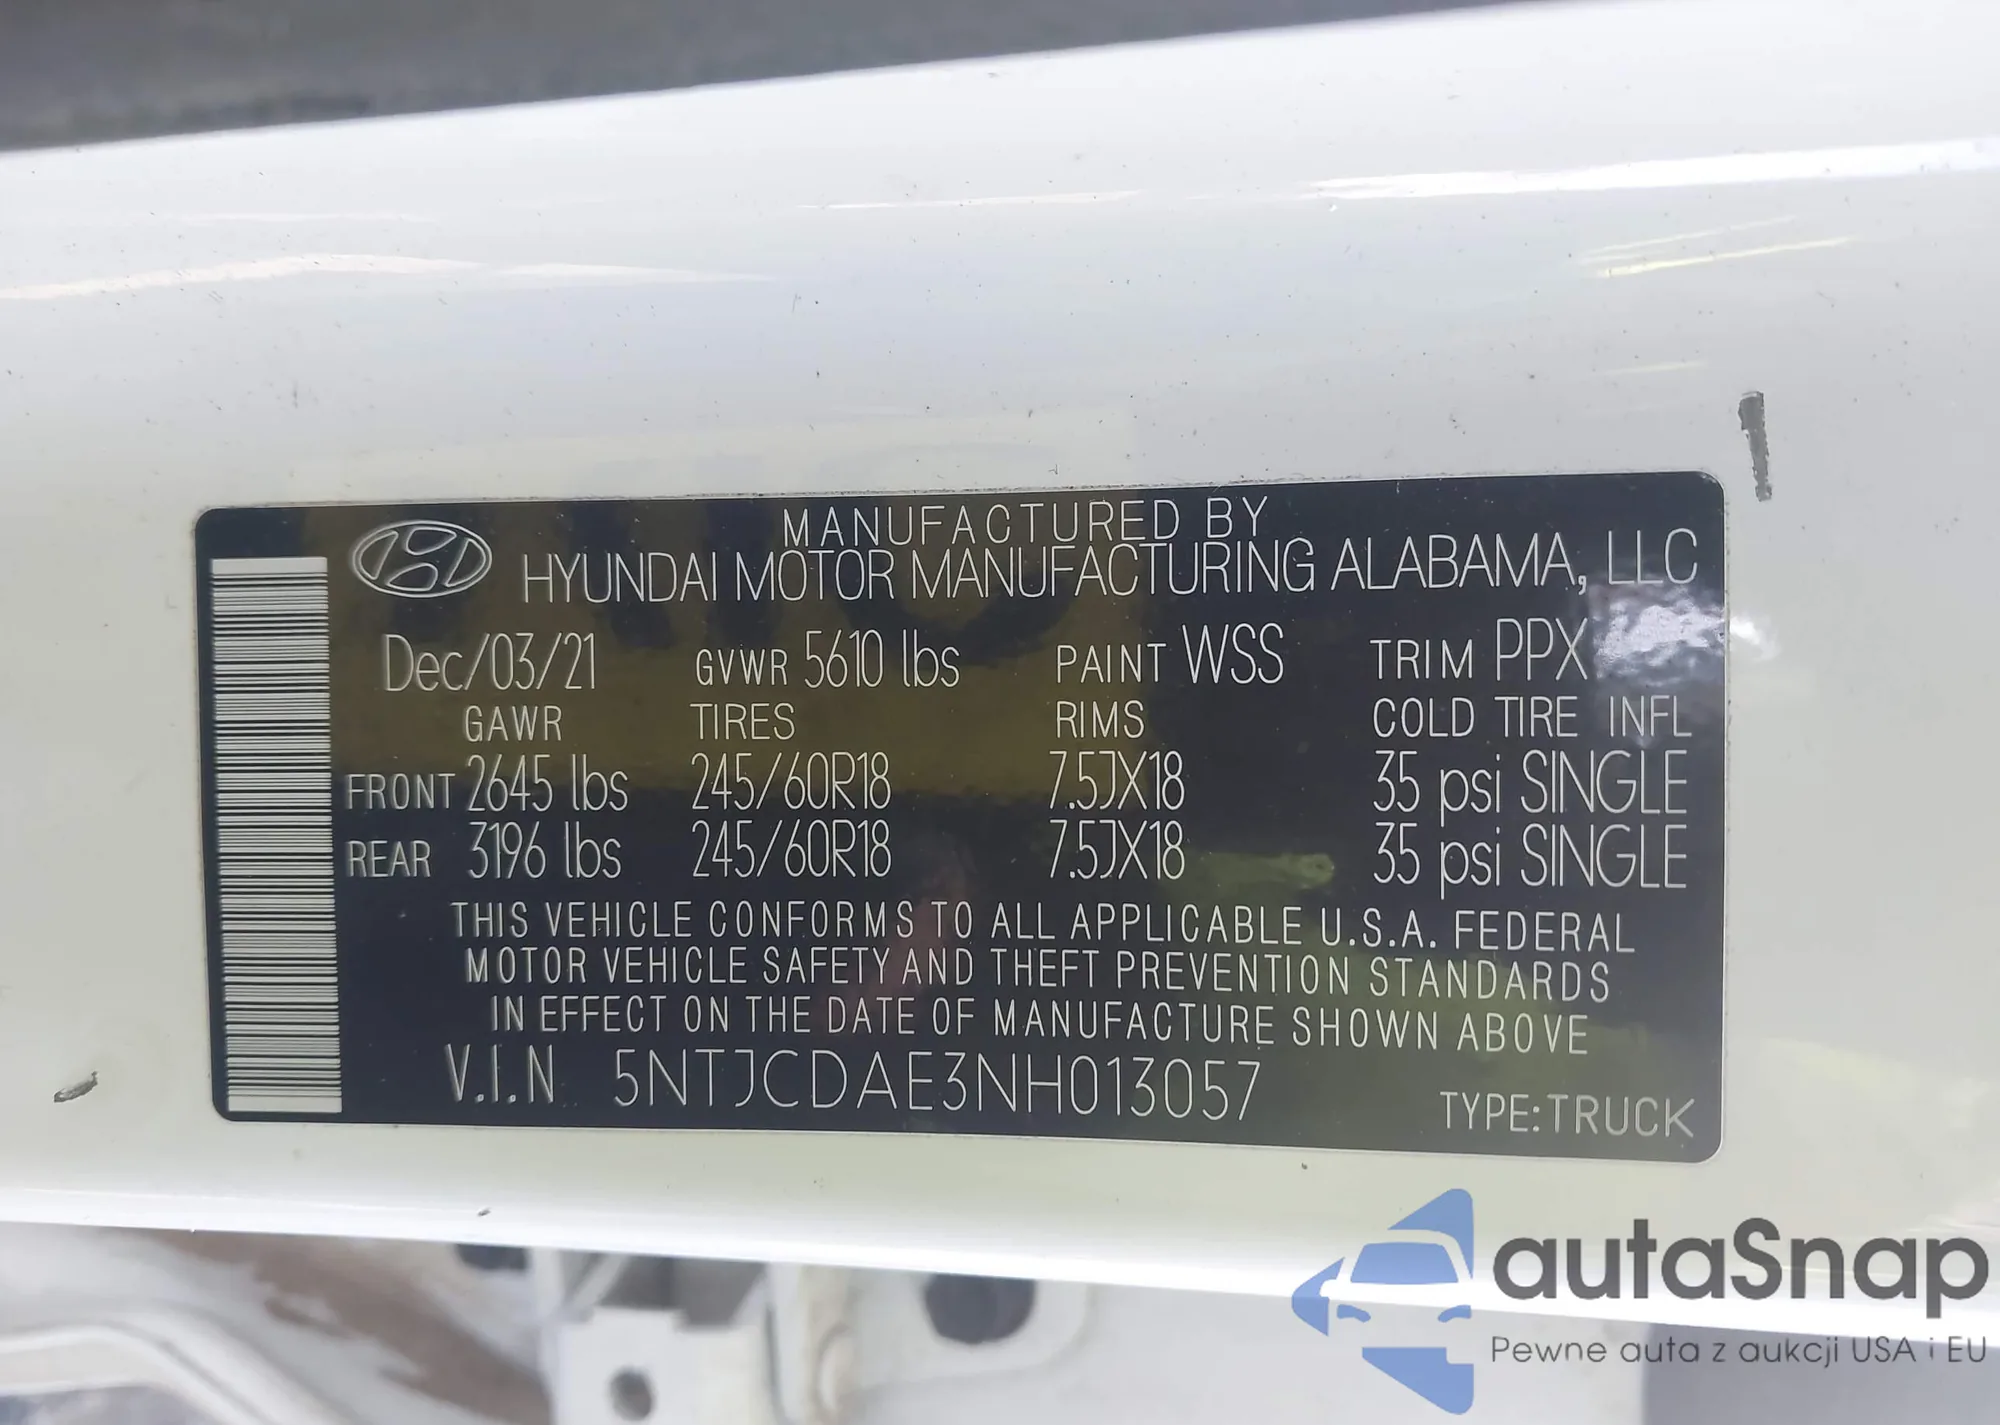 MANUFACTURED BY
HYUNDAI MOTOR MANUFACTURING ALABAMA, LLC
Dec/03/21 GVWR 5610 lbs PAINT WSS TRIM PPX
GAWR TIRES RIMS COLD TIRE INFL
FRONT 2645 lbs 245/60R18 7.5JX18 35 psi SINGLE
REAR 3196 lbs 245/60R18 7.5JX18 35 psi SINGLE
THIS VEHICLE CONFORMS TO ALL APPLICABLE U.S.A. FEDERAL
MOTOR VEHICLE SAFETY AND THEFT PREVENTION STANDARDS
IN EFFECT ON THE DATE OF MANUFACTURE SHOWN ABOVE
V.I.N 5NTJCDAE3NH013057
TYPE:TRUCK
autaSnap
Pewne auta z aukcji USA i EU